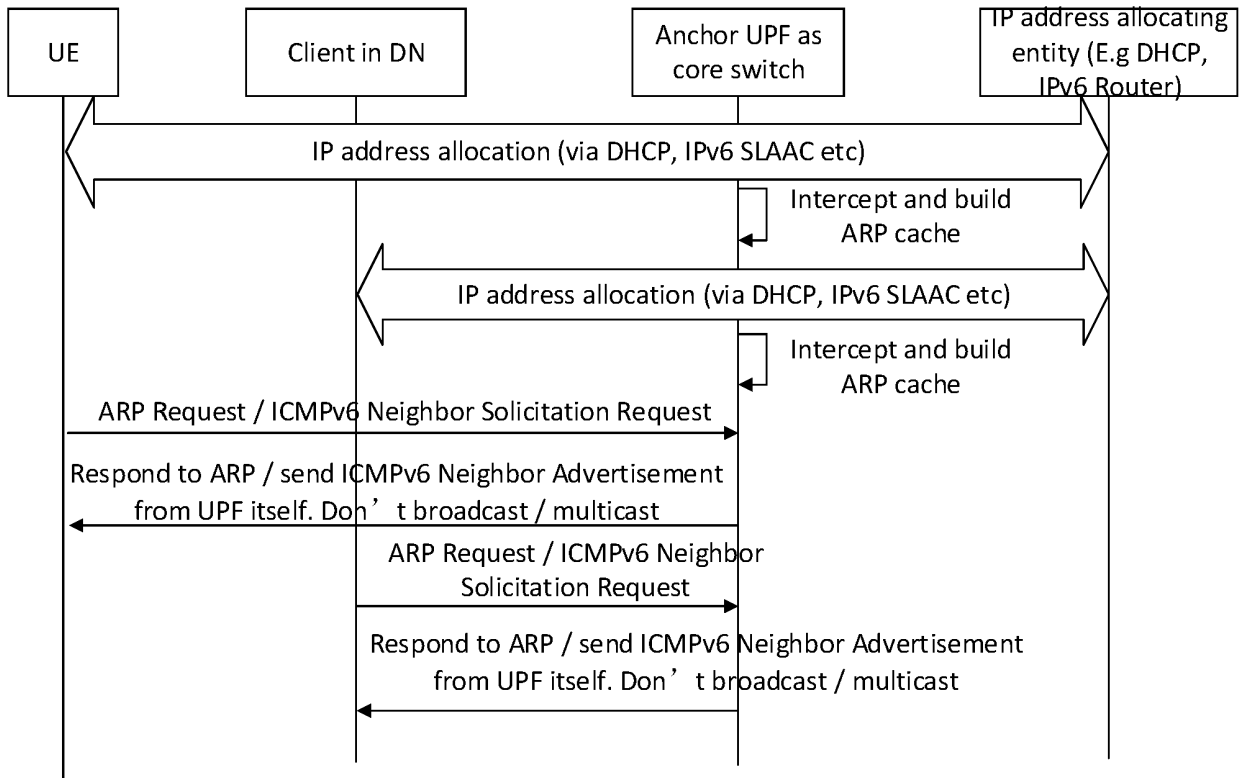 UE
Client in DN
Anchor UPF as
core switch
IP address allocating
entity (E.g DHCP,
IPv6 Router)
IP address allocation (via DHCP, IPv6 SLAAC etc)
Intercept and build
ARP cache
IP address allocation (via DHCP, IPv6 SLAAC etc)
Intercept and build
ARP cache
ARP Request / ICMPv6 Neighbor Solicitation Request
Respond to ARP / send ICMPv6 Neighbor Advertisement
from UPF itself. Don’t broadcast / multicast
ARP Request / ICMPv6 Neighbor
Solicitation Request
Respond to ARP / send ICMPv6 Neighbor Advertisement
from UPF itself. Don’t broadcast / multicast